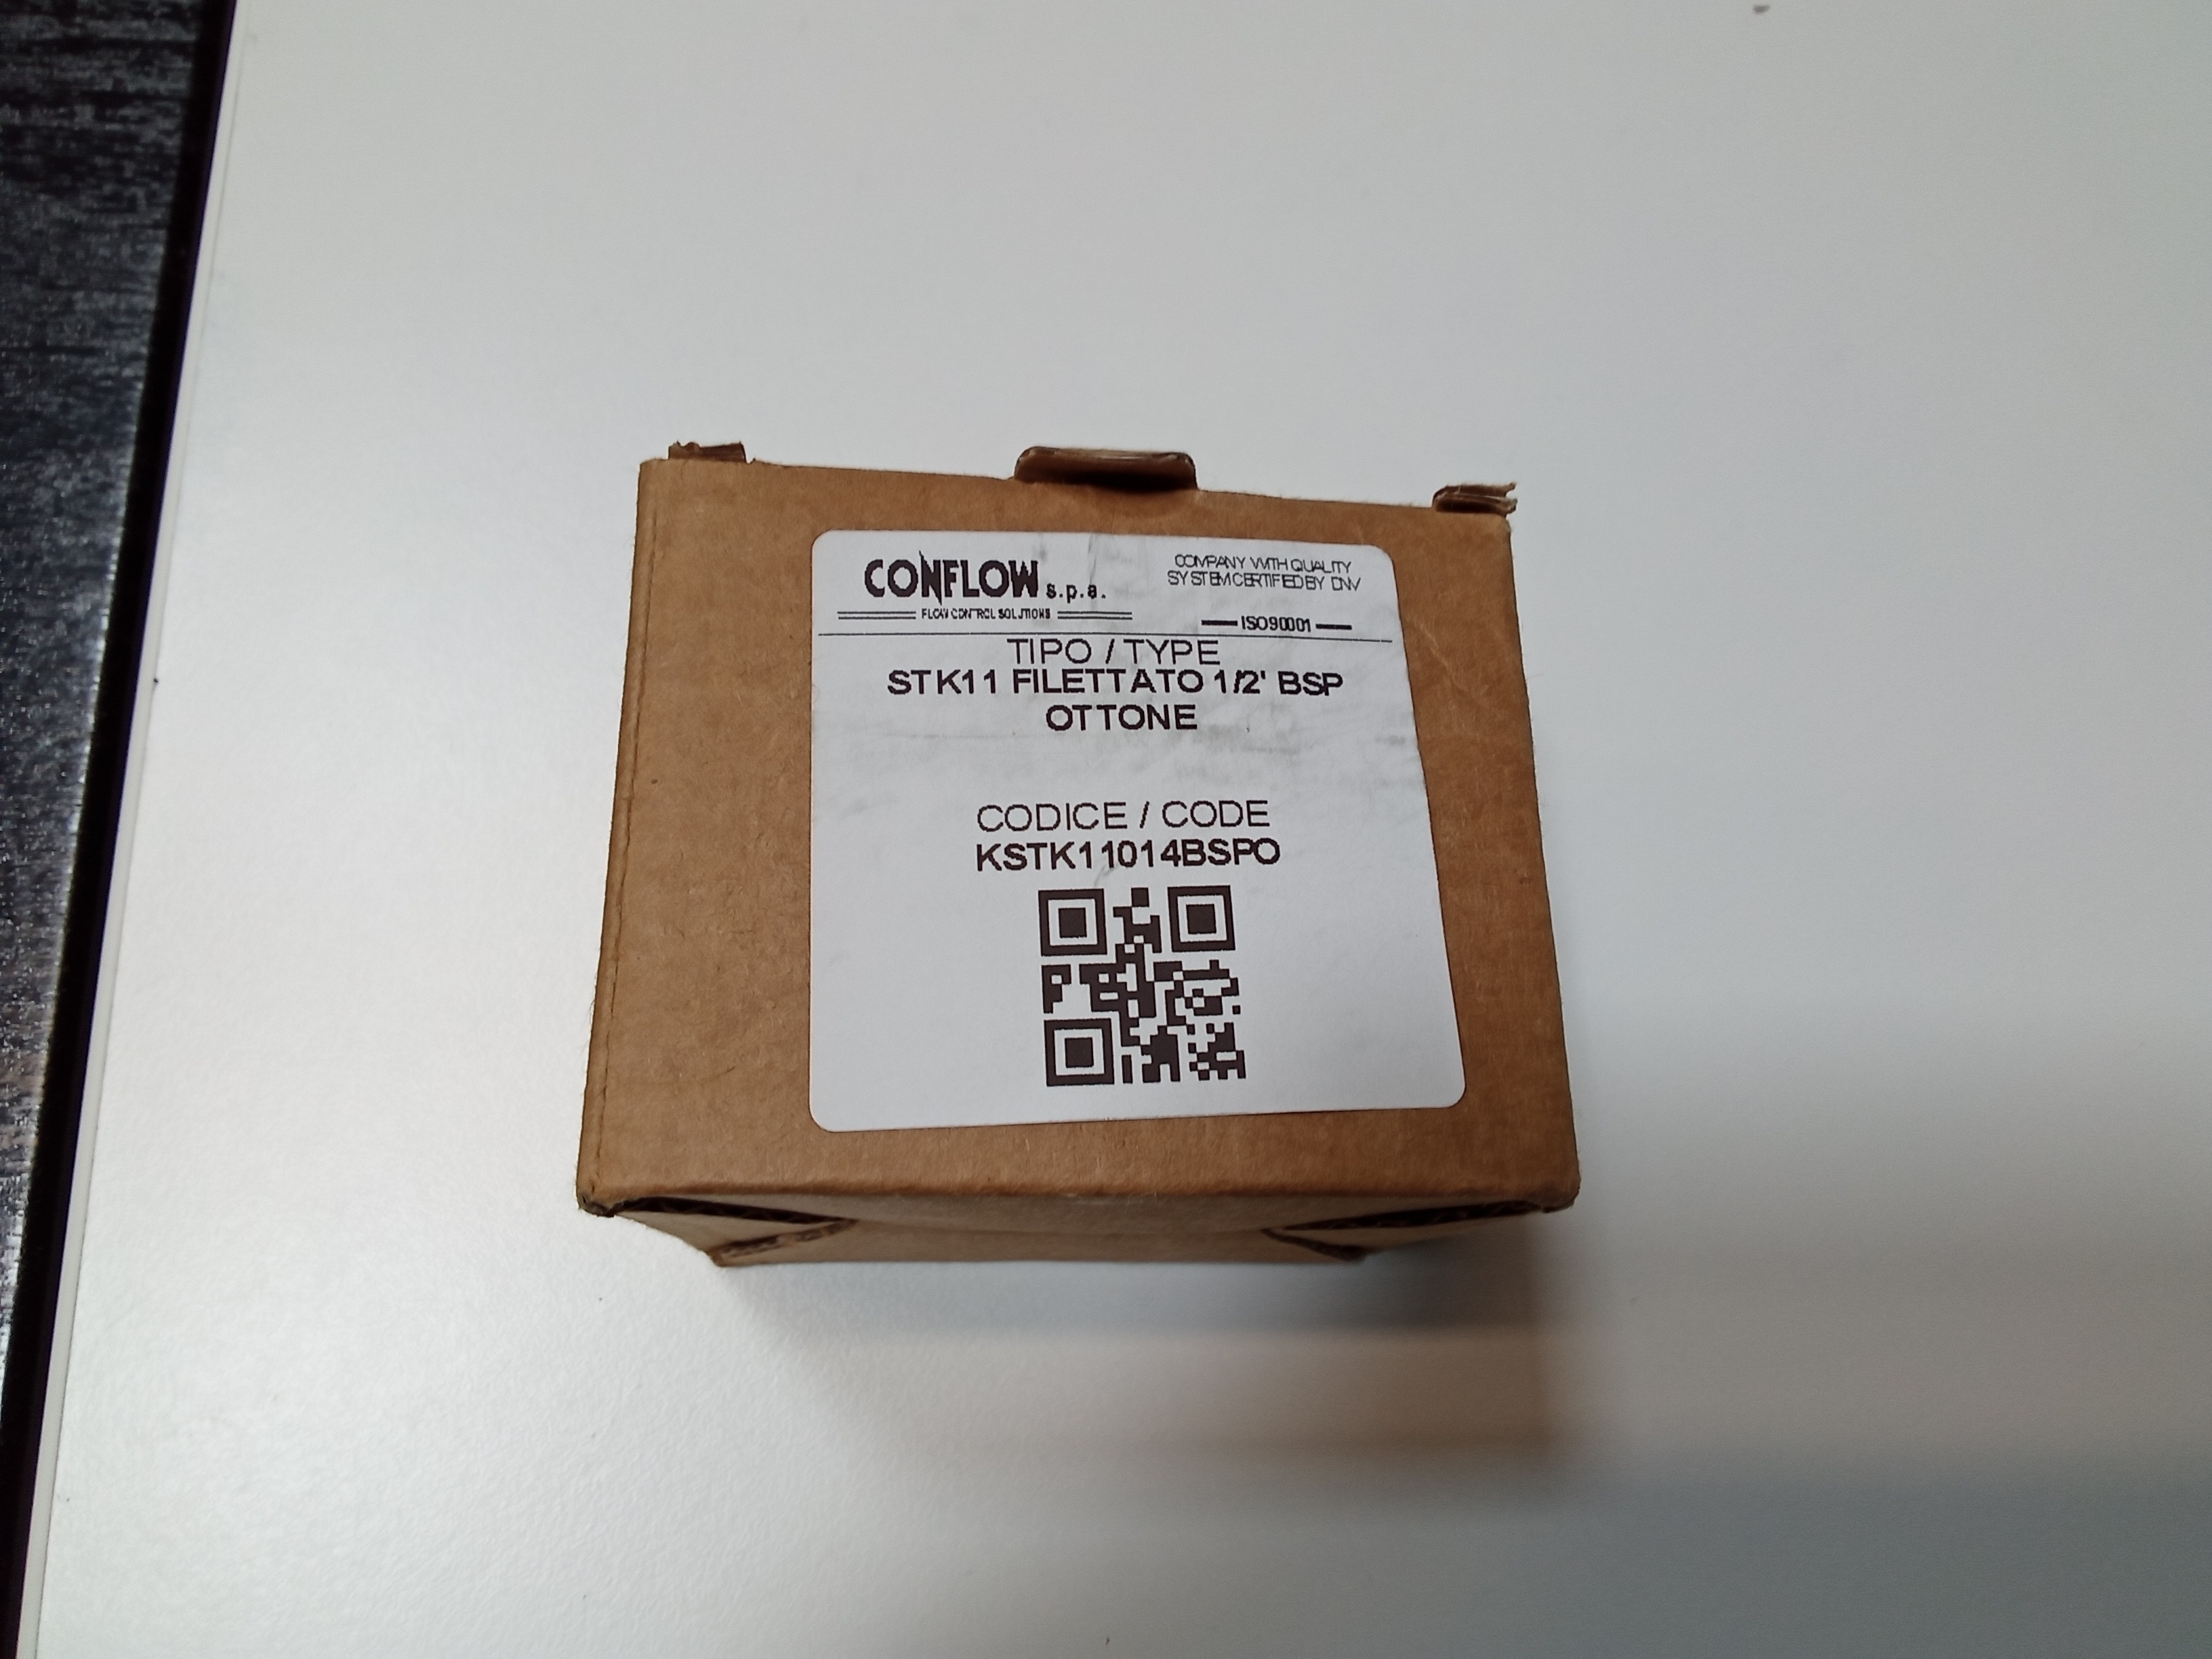 CONFLOW s.p.a.
FLOW CONTROL SOLUTIONS
COMPANY WITH QUALITY
SYSTEM CERTIFIED BY DNV
ISO90001
TIPO / TYPE
STK11 FILETTATO 1/2' BSP
OTTONE
CODICE / CODE
KSTK11014BSPO